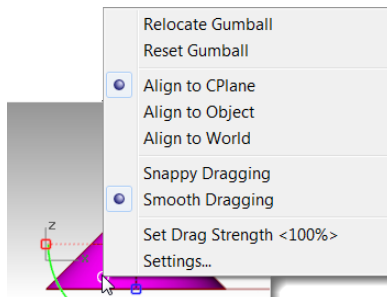 Relocate Gumball
Reset Gumball
Align to CPlane
Align to Object
Align to World
Snappy Dragging
Smooth Dragging
Set Drag Strength <100%>
Settings...
z